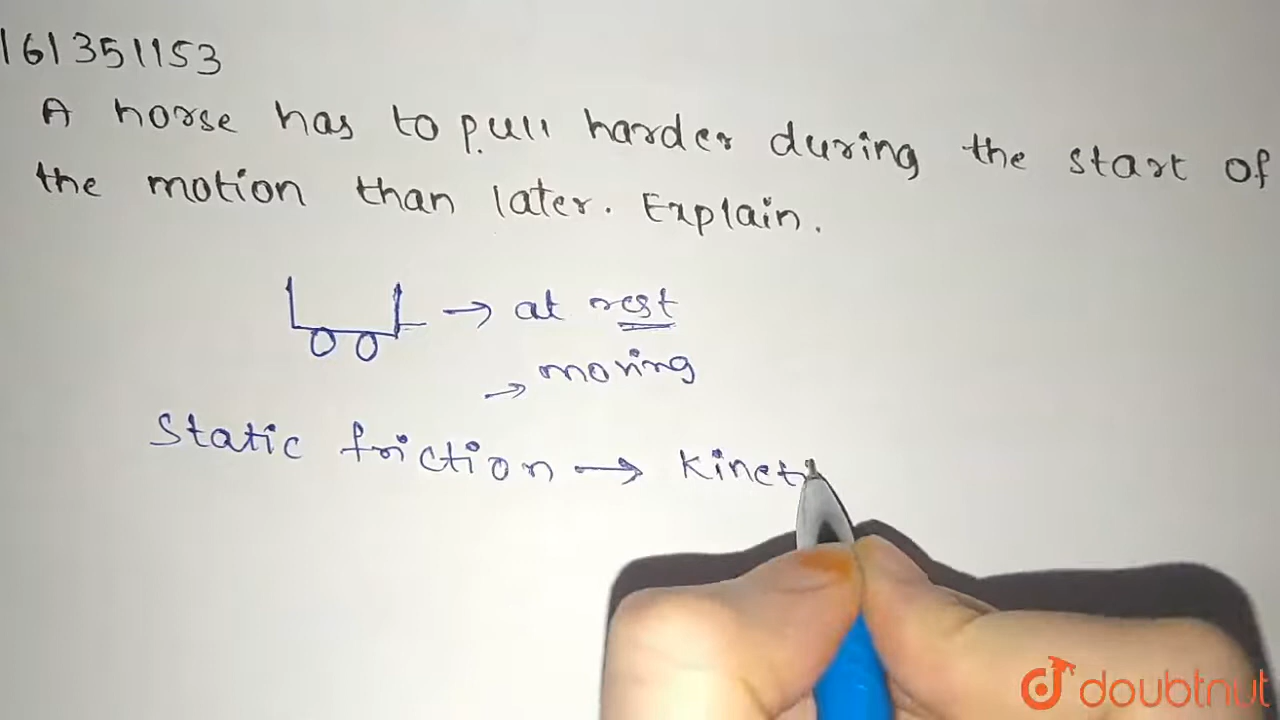 161351153
A horse has to pull harder during the start of
the motion than later. Explain.
→ at rest
→ moving
Static friction → Kineti
doubtnut